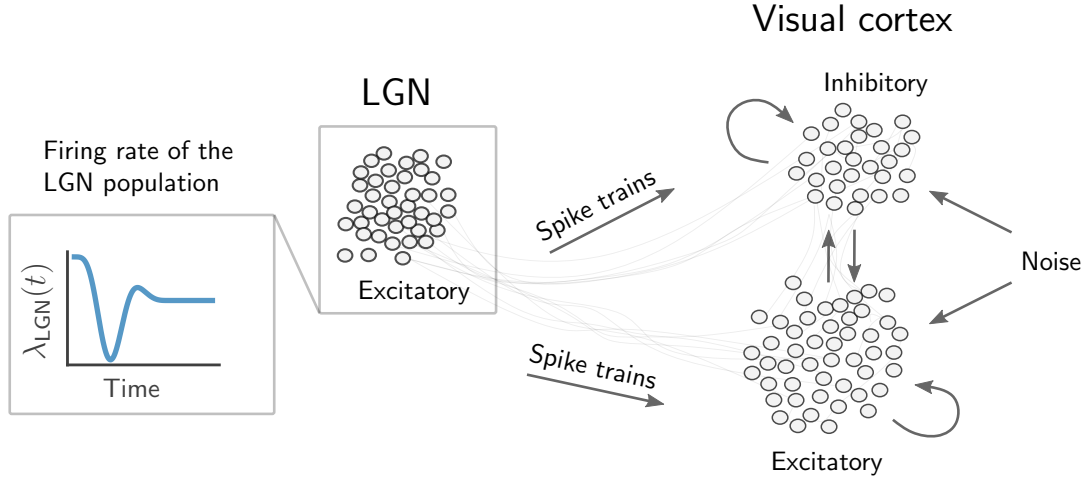 Visual cortex
Inhibitory
LGN
Firing rate of the
LGN population
Spike trains
Noise
λLGN(t)
Excitatory
Time
Spike trains
Excitatory